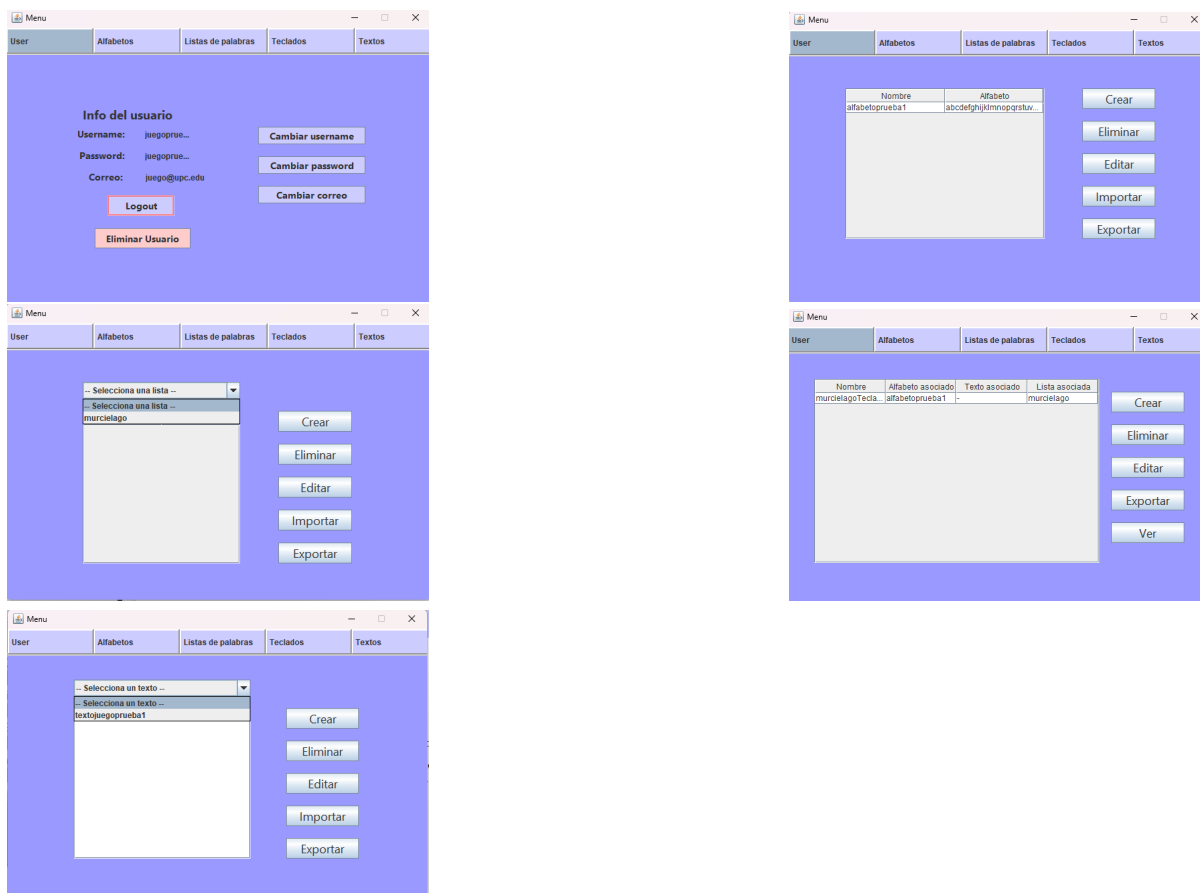 Menu
User Alfabetos Listas de palabras Teclados Textos
Info del usuario
Username: juegoprue...
Password: juegoprue...
Correo: juego@upc.edu
Logout
Eliminar Usuario
Cambiar username
Cambiar password
Cambiar correo
Menu
User Alfabetos Listas de palabras Teclados Textos
Nombre Alfabeto
alfabetoprueba1 abcdefghijklmnopqrstuv...
Crear
Eliminar
Editar
Importar
Exportar
Menu
User Alfabetos Listas de palabras Teclados Textos
-- Selecciona una lista --
-- Selecciona una lista --
murcielago
Crear
Eliminar
Editar
Importar
Exportar
Menu
User Alfabetos Listas de palabras Teclados Textos
Nombre Alfabeto asociado Texto asociado Lista asociada
murcielagoTecla... alfabetoprueba1 - murcielago
Crear
Eliminar
Editar
Exportar
Ver
Menu
User Alfabetos Listas de palabras Teclados Textos
-- Selecciona un texto --
-- Selecciona un texto --
textojuegoprueba1
Crear
Eliminar
Editar
Importar
Exportar